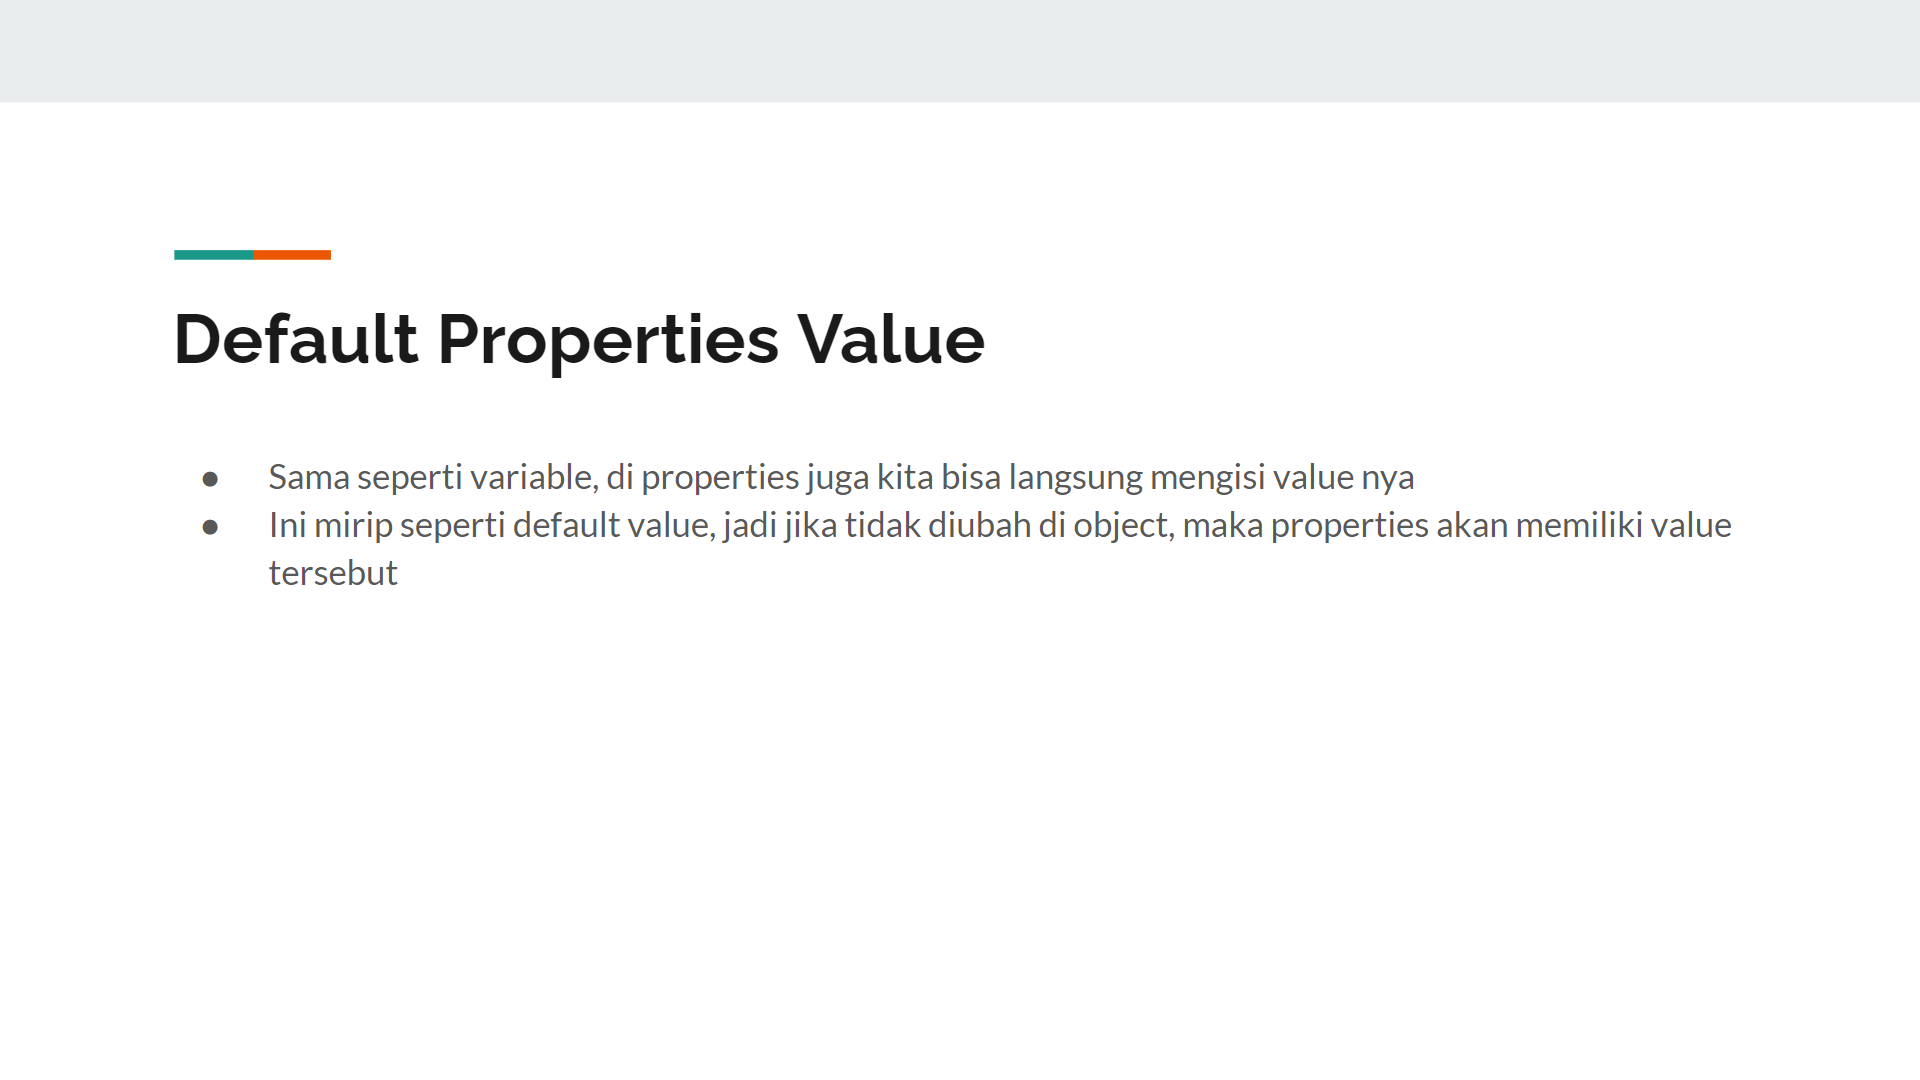 Default Properties Value
● Sama seperti variable, di properties juga kita bisa langsung mengisi value nya
● Ini mirip seperti default value, jadi jika tidak diubah di object, maka properties akan memiliki value
tersebut